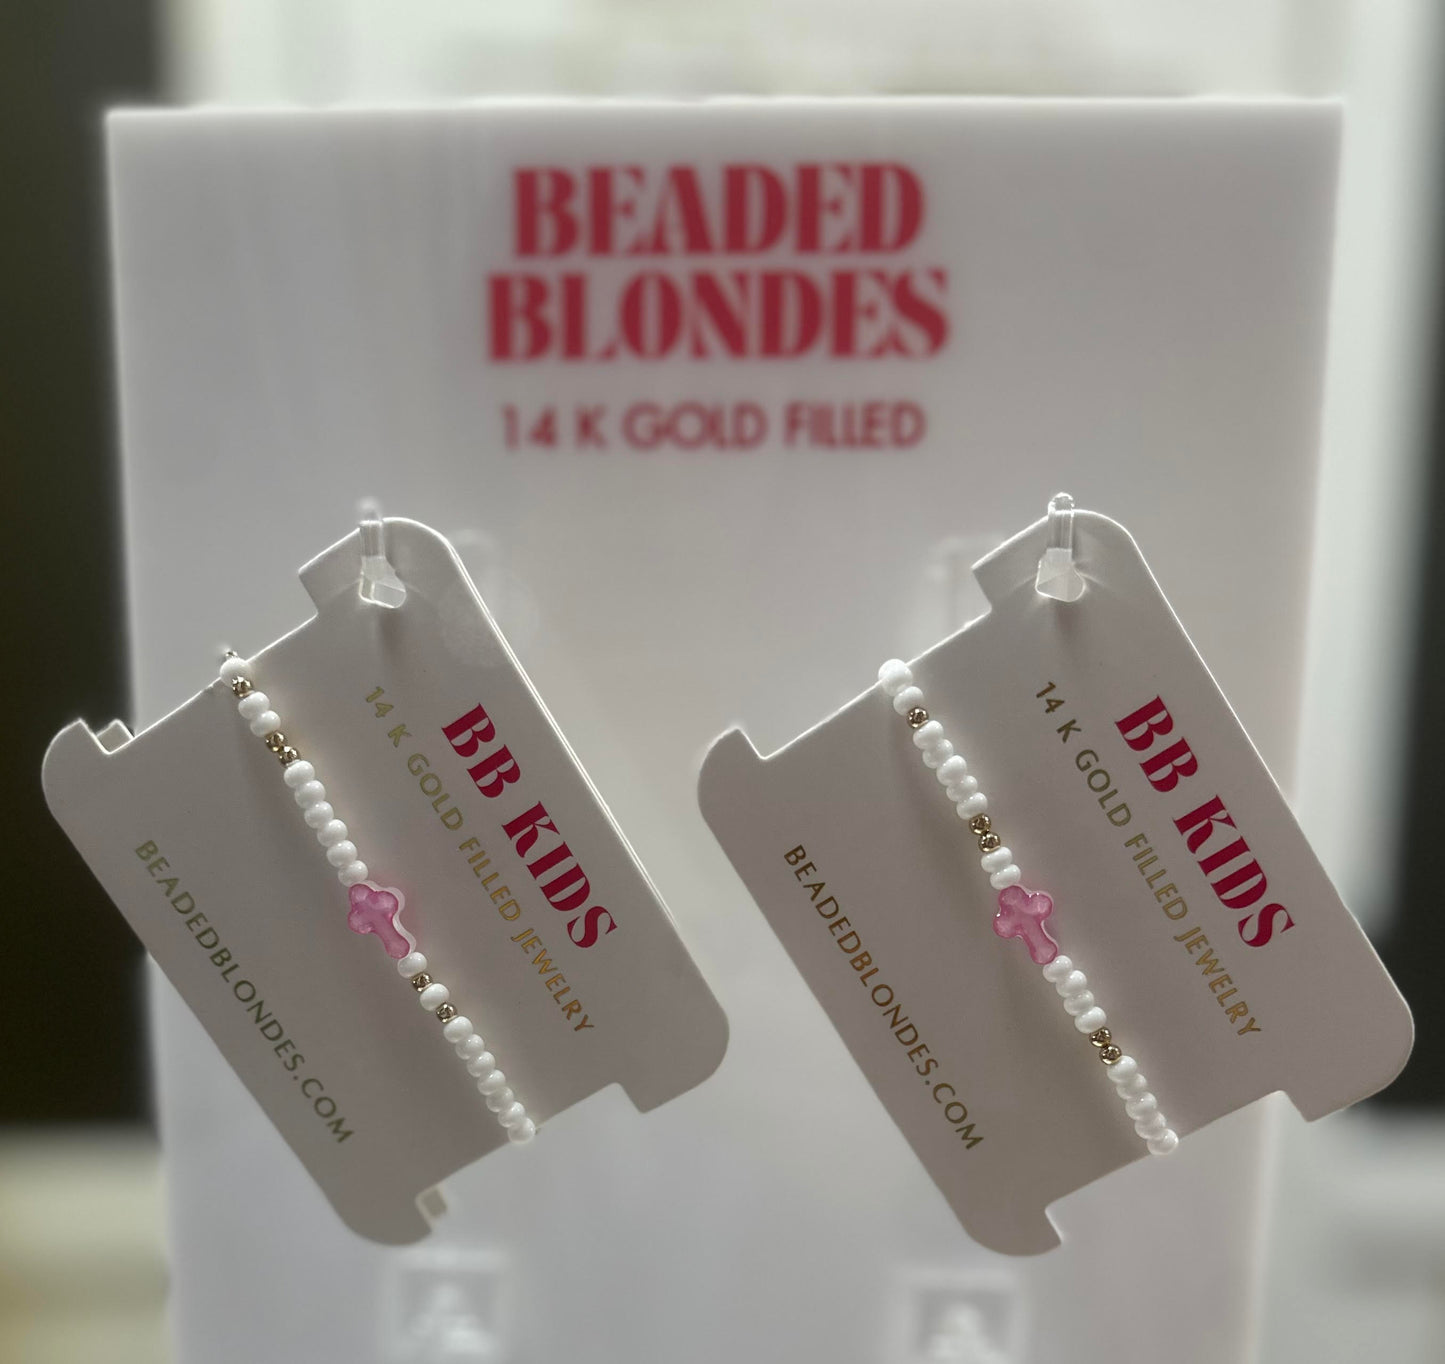 BEADED
BLONDES
14 K GOLD FILLED
BB KIDS
14 K GOLD FILLED JEWELRY
BEADEDBLONDES.COM
BB KIDS
14 K GOLD FILLED JEWELRY
BEADEDBLONDES.COM